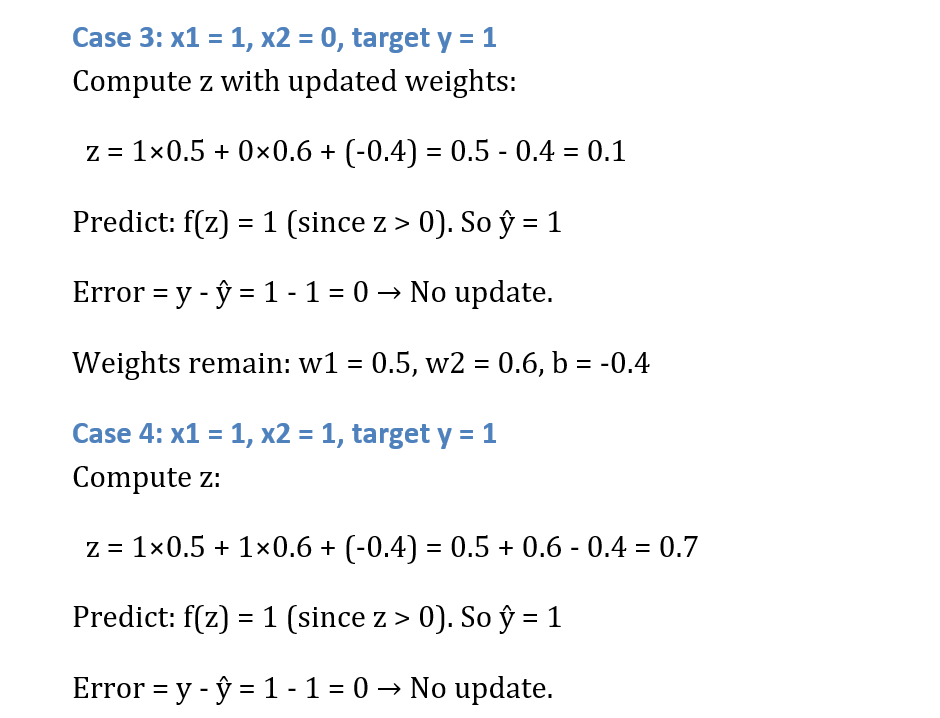 Case 3: x1 = 1, x2 = 0, target y = 1
Compute z with updated weights:
z = 1×0.5 + 0×0.6 + (-0.4) = 0.5 - 0.4 = 0.1
Predict: f(z) = 1 (since z > 0). So ŷ = 1
Error = y - ŷ = 1 - 1 = 0 → No update.
Weights remain: w1 = 0.5, w2 = 0.6, b = -0.4
Case 4: x1 = 1, x2 = 1, target y = 1
Compute z:
z = 1×0.5 + 1×0.6 + (-0.4) = 0.5 + 0.6 - 0.4 = 0.7
Predict: f(z) = 1 (since z > 0). So ŷ = 1
Error = y - ŷ = 1 - 1 = 0 → No update.